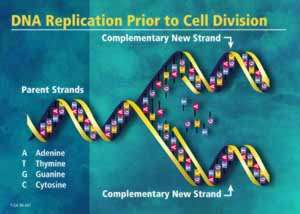 DNA Replication Prior to Cell Division
Complementary New Strand
Parent Strands
A Adenine
T Thymine
G Guanine
C Cytosine
Complementary New Strand